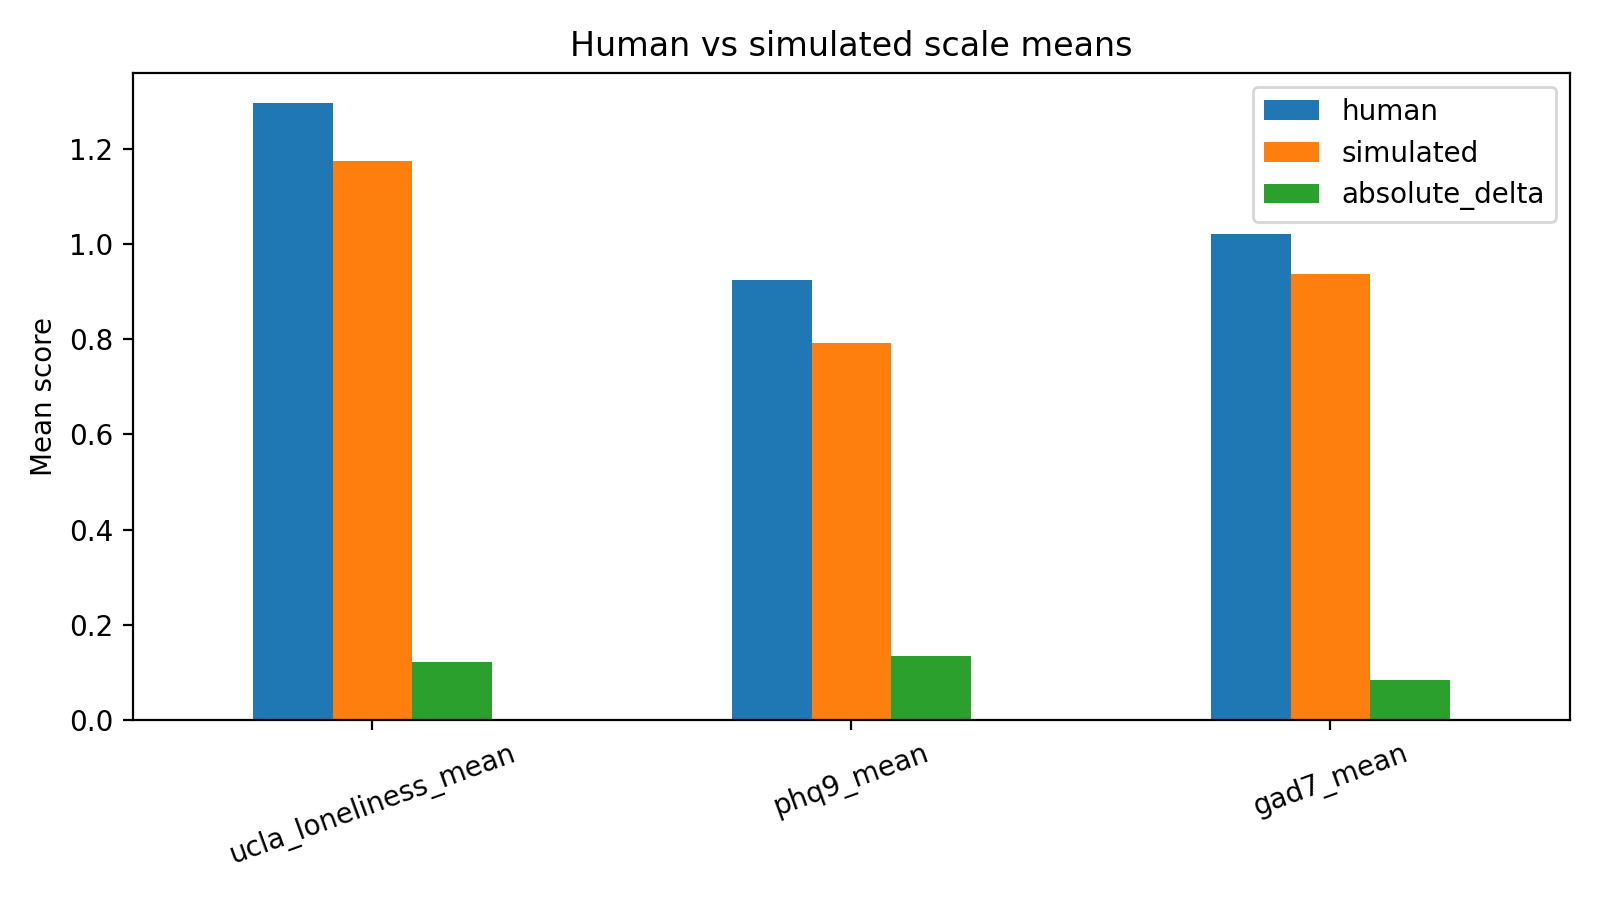 Human vs simulated scale means
human
simulated
absolute_delta
Mean score
1.2
1.0
0.8
0.6
0.4
0.2
0.0
ucla_loneliness_mean
phq9_mean
gad7_mean